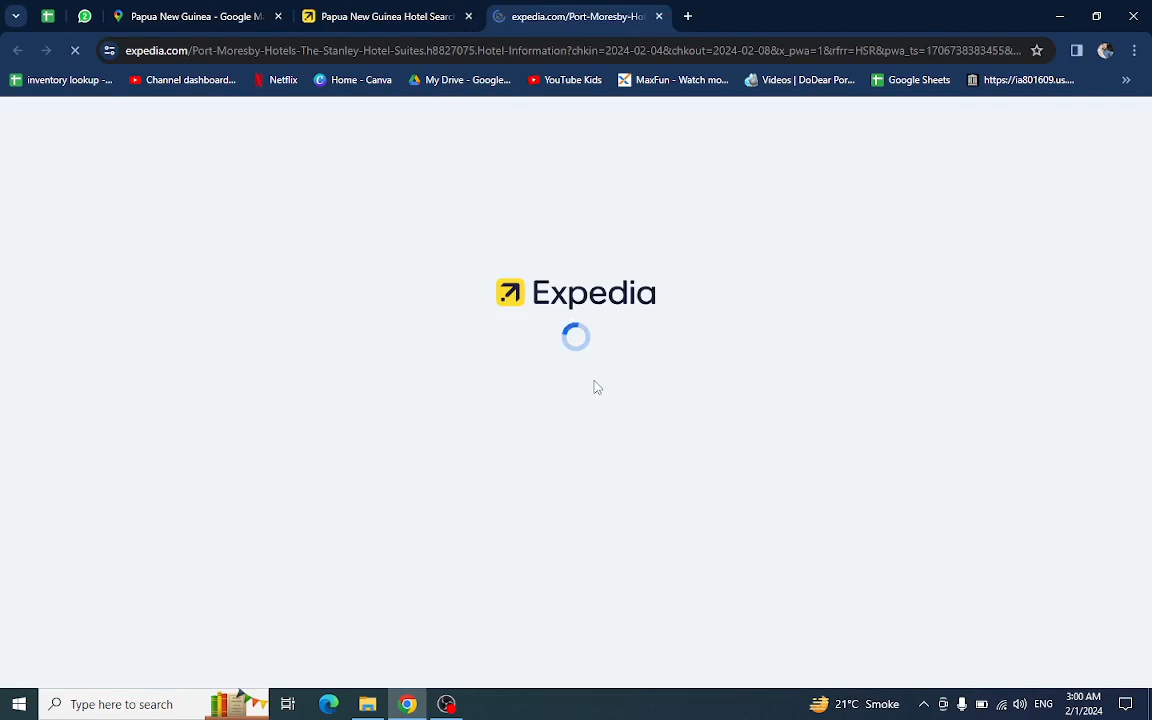 Papua New Guinea - Google M
Papua New Guinea Hotel Search
expedia.com/Port-Moresby-Ho
expedia.com/Port-Moresby-Hotels-The-Stanley-Hotel-Suites.h8827075.Hotel-Information?chkin=2024-02-04&chkout=2024-02-08&x_pwa=1&rfrr=HSR&pwa_ts=1706738383455&...
inventory lookup -...
Channel dashboard...
Netflix
Home - Canva
My Drive - Google...
YouTube Kids
MaxFun - Watch mo...
Videos | DoDear Por...
Google Sheets
https://ia801609.us....
Expedia
Type here to search
21°C Smoke
ENG
3:00 AM
2/1/2024